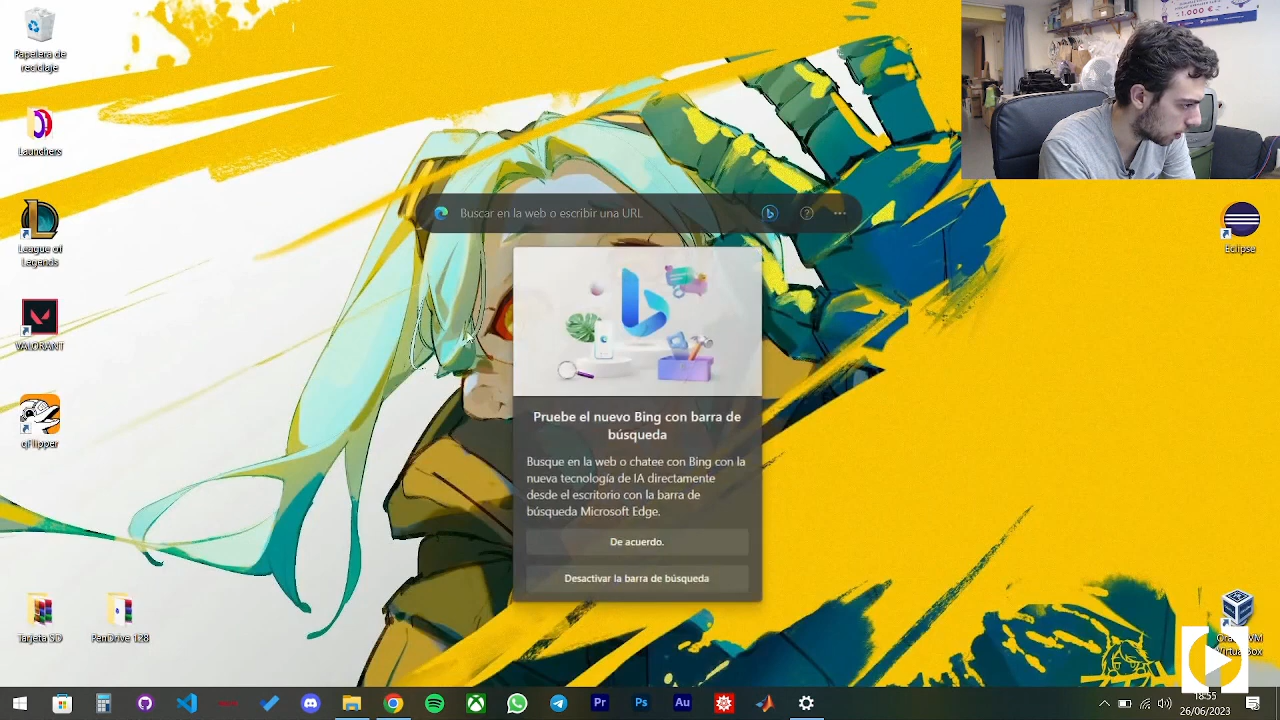 Papelera de
reciclaje
1.000 €
Launchers
League of
Legends
VALORANT
qFlipper
Tarjeta SD
PenDrive 128
Buscar en la web o escribir una URL
Pruebe el nuevo Bing con barra de
búsqueda
Busque en la web o chatee con Bing con la
nueva tecnología de IA directamente
desde el escritorio con la barra de
búsqueda Microsoft Edge.
De acuerdo.
Desactivar la barra de búsqueda
Eclipse
Pr
Ps
Au
18:55
26/06/2023